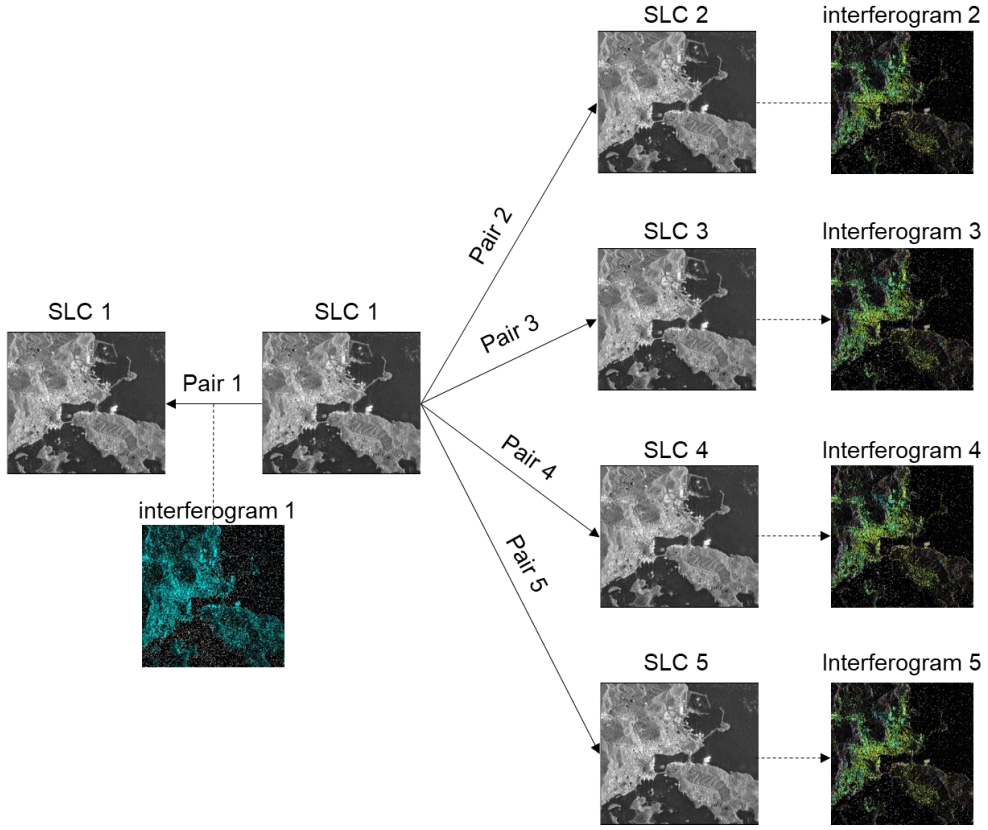 SLC 2
interferogram 2
Pair 2
SLC 3
Interferogram 3
Pair 3
SLC 1
SLC 1
Pair 1
interferogram 1
Pair 4
SLC 4
Interferogram 4
Pair 5
SLC 5
Interferogram 5